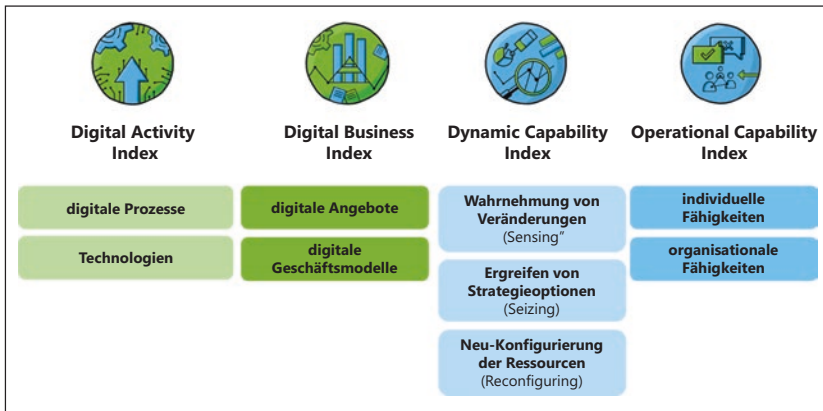 Digital Activity
Index
digitale Prozesse
Technologien
Digital Business
Index
digitale Angebote
digitale
Geschäftsmodelle
Dynamic Capability
Index
Wahrnehmung von
Veränderungen
(Sensing"
Ergreifen von
Strategieoptionen
(Seizing)
Neu-Konfigurierung
der Ressourcen
(Reconfiguring)
Operational Capability
Index
individuelle
Fähigkeiten
organisationale
Fähigkeiten